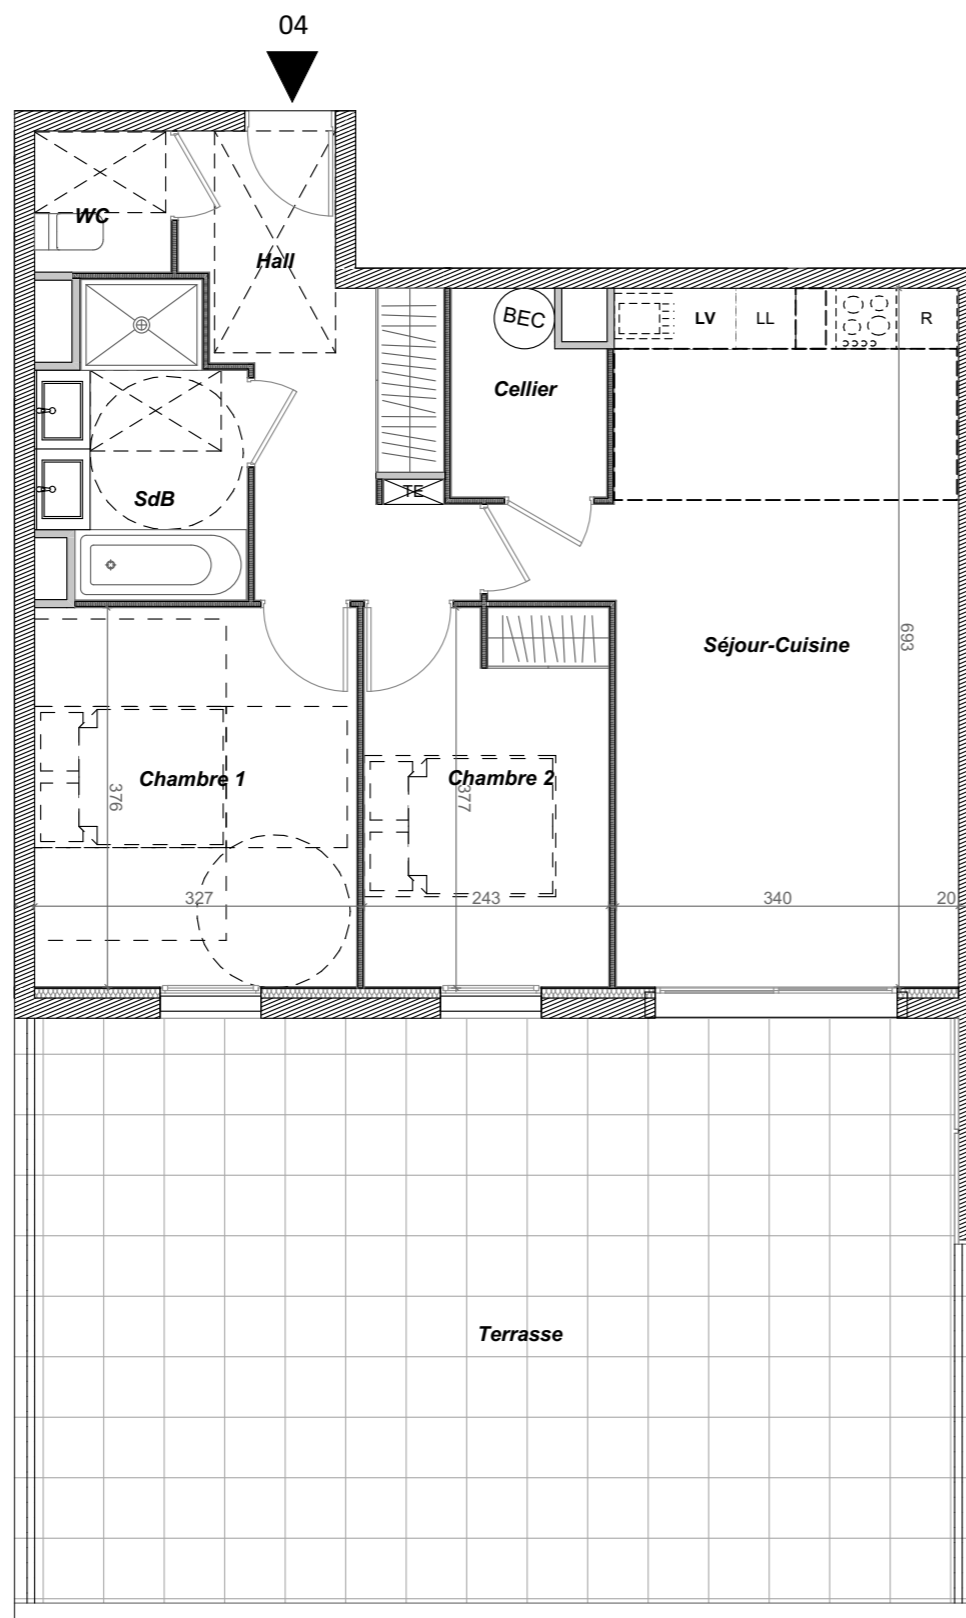 04
WC
Hall
BEC
LV
LL
R
Cellier
TE
SdB
693
Séjour-Cuisine
Chambre 1
376
Chambre 2
377
327
243
340
20
Terrasse